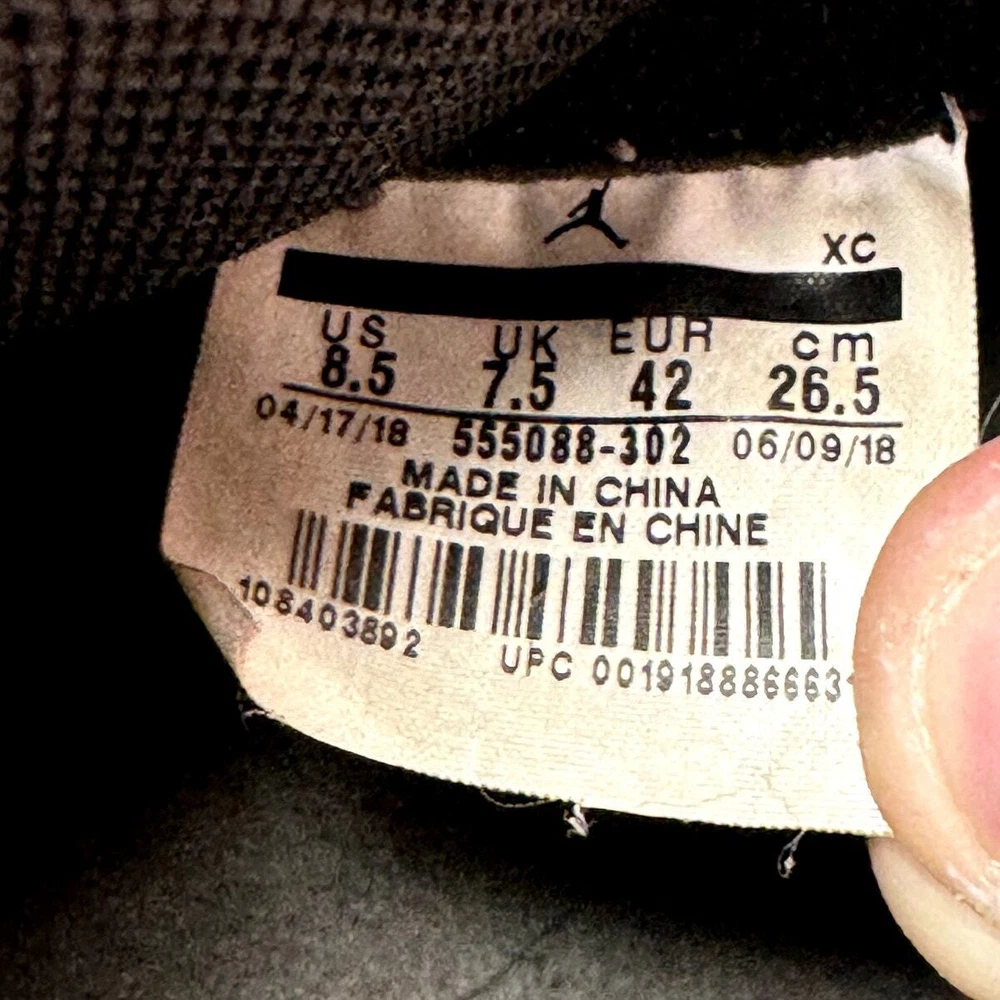 XC
US UK EUR cm
8.5 7.5 42 26.5
04/17/18 555088-302 06/09/18
MADE IN CHINA
FABRIQUE EN CHINE
108403892
UPC 001918886663